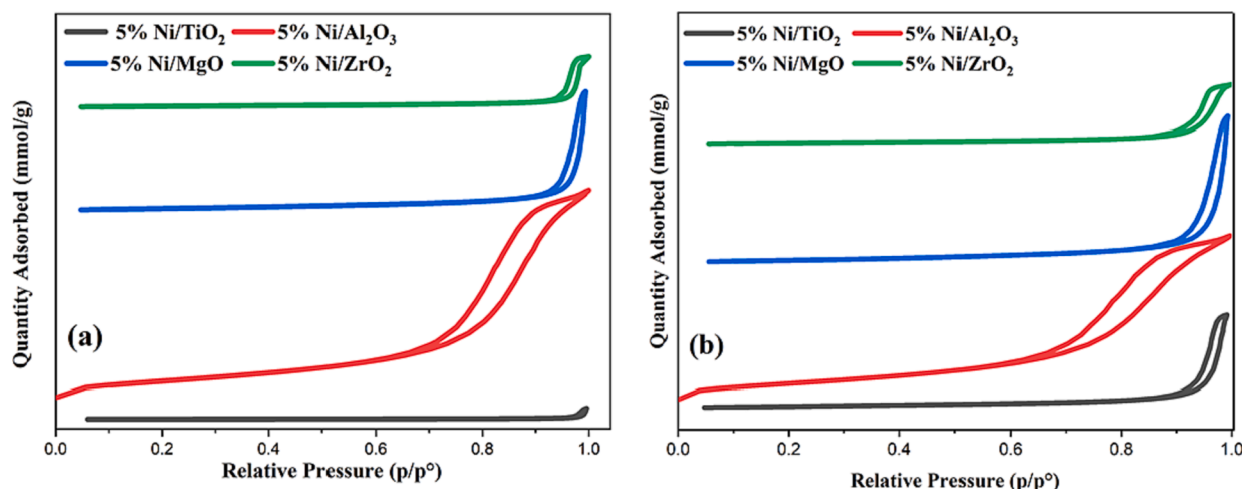 5% Ni/TiO₂ 5% Ni/Al₂O₃
5% Ni/MgO 5% Ni/ZrO₂
Quantity Adsorbed (mmol/g)
(a)
0.0 0.2 0.4 0.6 0.8 1.0
Relative Pressure (p/p°)
5% Ni/TiO₂ 5% Ni/Al₂O₃
5% Ni/MgO 5% Ni/ZrO₂
Quantity Adsorbed (mmol/g)
(b)
0.0 0.2 0.4 0.6 0.8 1.0
Relative Pressure (p/p°)